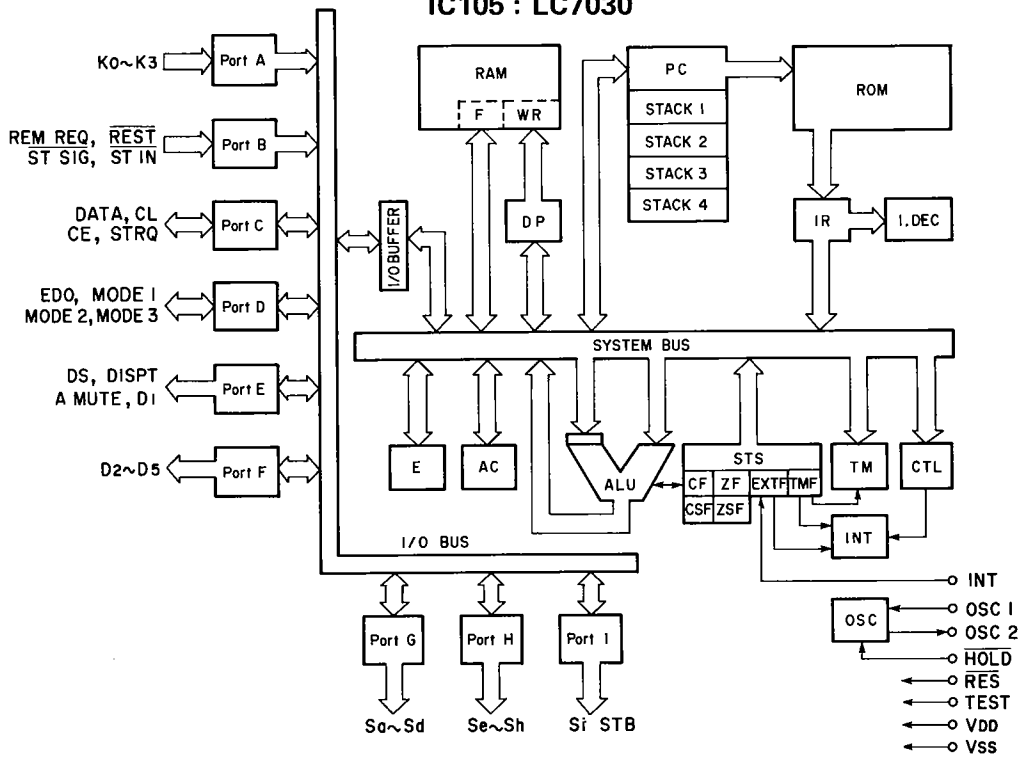 IC105 : LC7030
K0~K3
Port A
REM REQ, REST
ST SIG, ST IN
Port B
DATA, CL
CE, STRQ
Port C
EDO, MODE 1
MODE 2, MODE 3
Port D
DS, DISPT
A MUTE, D1
Port E
D2~D5
Port F
I/O BUFFER
RAM
F
WR
DP
PC
STACK 1
STACK 2
STACK 3
STACK 4
ROM
IR
I. DEC
SYSTEM BUS
E
AC
ALU
STS
CF ZF EXTF TMF
CSF ZSF
TM
CTL
INT
I/O BUS
Port G
Port H
Port I
Sa~Sd
Se~Sh
Si STB
INT
OSC
OSC 1
OSC 2
HOLD
RES
TEST
VDD
VSS